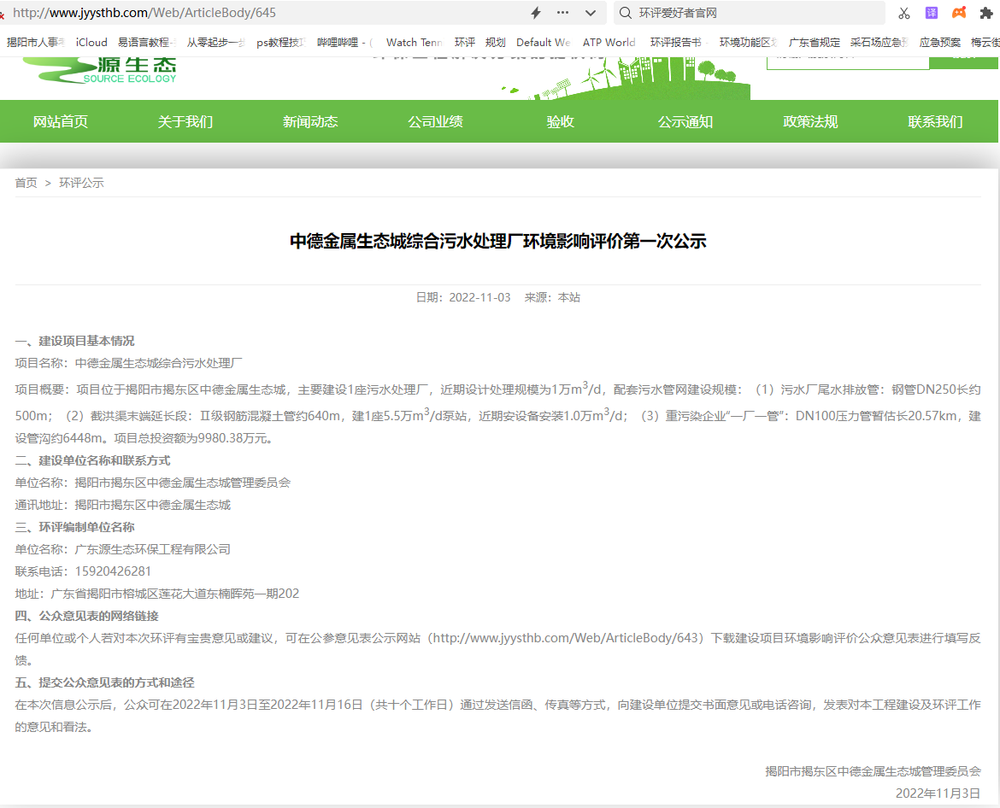 http://www.jyysthb.com/Web/ArticleBody/645
环评爱好者官网
译
揭阳市人事考 iCloud 易语言教程- 从零起步一步 ps教程技巧 哔哩哔哩 - ( Watch Tenn 环评 规划 Default We ATP World 环评报告书 环境功能区划 广东省规定 采石场应急预 应急预案 梅云街
源生态
SOURCE ECOLOGY
网站首页 关于我们 新闻动态 公司业绩 验收 公示通知 政策法规 联系我们
首页 > 环评公示
中德金属生态城综合污水处理厂环境影响评价第一次公示
日期：2022-11-03 来源：本站
一、建设项目基本情况
项目名称：中德金属生态城综合污水处理厂
项目概要：项目位于揭阳市揭东区中德金属生态城，主要建设1座污水处理厂，近期设计处理规模为1万m³/d，配套污水管网建设规模：（1）污水厂尾水排放管：钢管DN250长约
500m；（2）截洪渠末端延长段：Ⅱ级钢筋混凝土管约640m，建1座5.5万m³/d泵站，近期安设备安装1.0万m³/d；（3）重污染企业“一厂一管”：DN100压力管暂估长20.57km，建
设管沟约6448m。项目总投资额为9980.38万元。
二、建设单位名称和联系方式
单位名称：揭阳市揭东区中德金属生态城管理委员会
通讯地址：揭阳市揭东区中德金属生态城
三、环评编制单位名称
单位名称：广东源生态环保工程有限公司
联系电话：15920426281
地址：广东省揭阳市榕城区莲花大道东楠晖苑一期202
四、公众意见表的网络链接
任何单位或个人若对本次环评有宝贵意见或建议，可在公参意见表公示网站（http://www.jyysthb.com/Web/ArticleBody/643）下载建设项目环境影响评价公众意见表进行填写反
馈。
五、提交公众意见表的方式和途径
在本次信息公示后，公众可在2022年11月3日至2022年11月16日（共十个工作日）通过发送信函、传真等方式，向建设单位提交书面意见或电话咨询，发表对本工程建设及环评工作
的意见和看法。
揭阳市揭东区中德金属生态城管理委员会
2022年11月3日